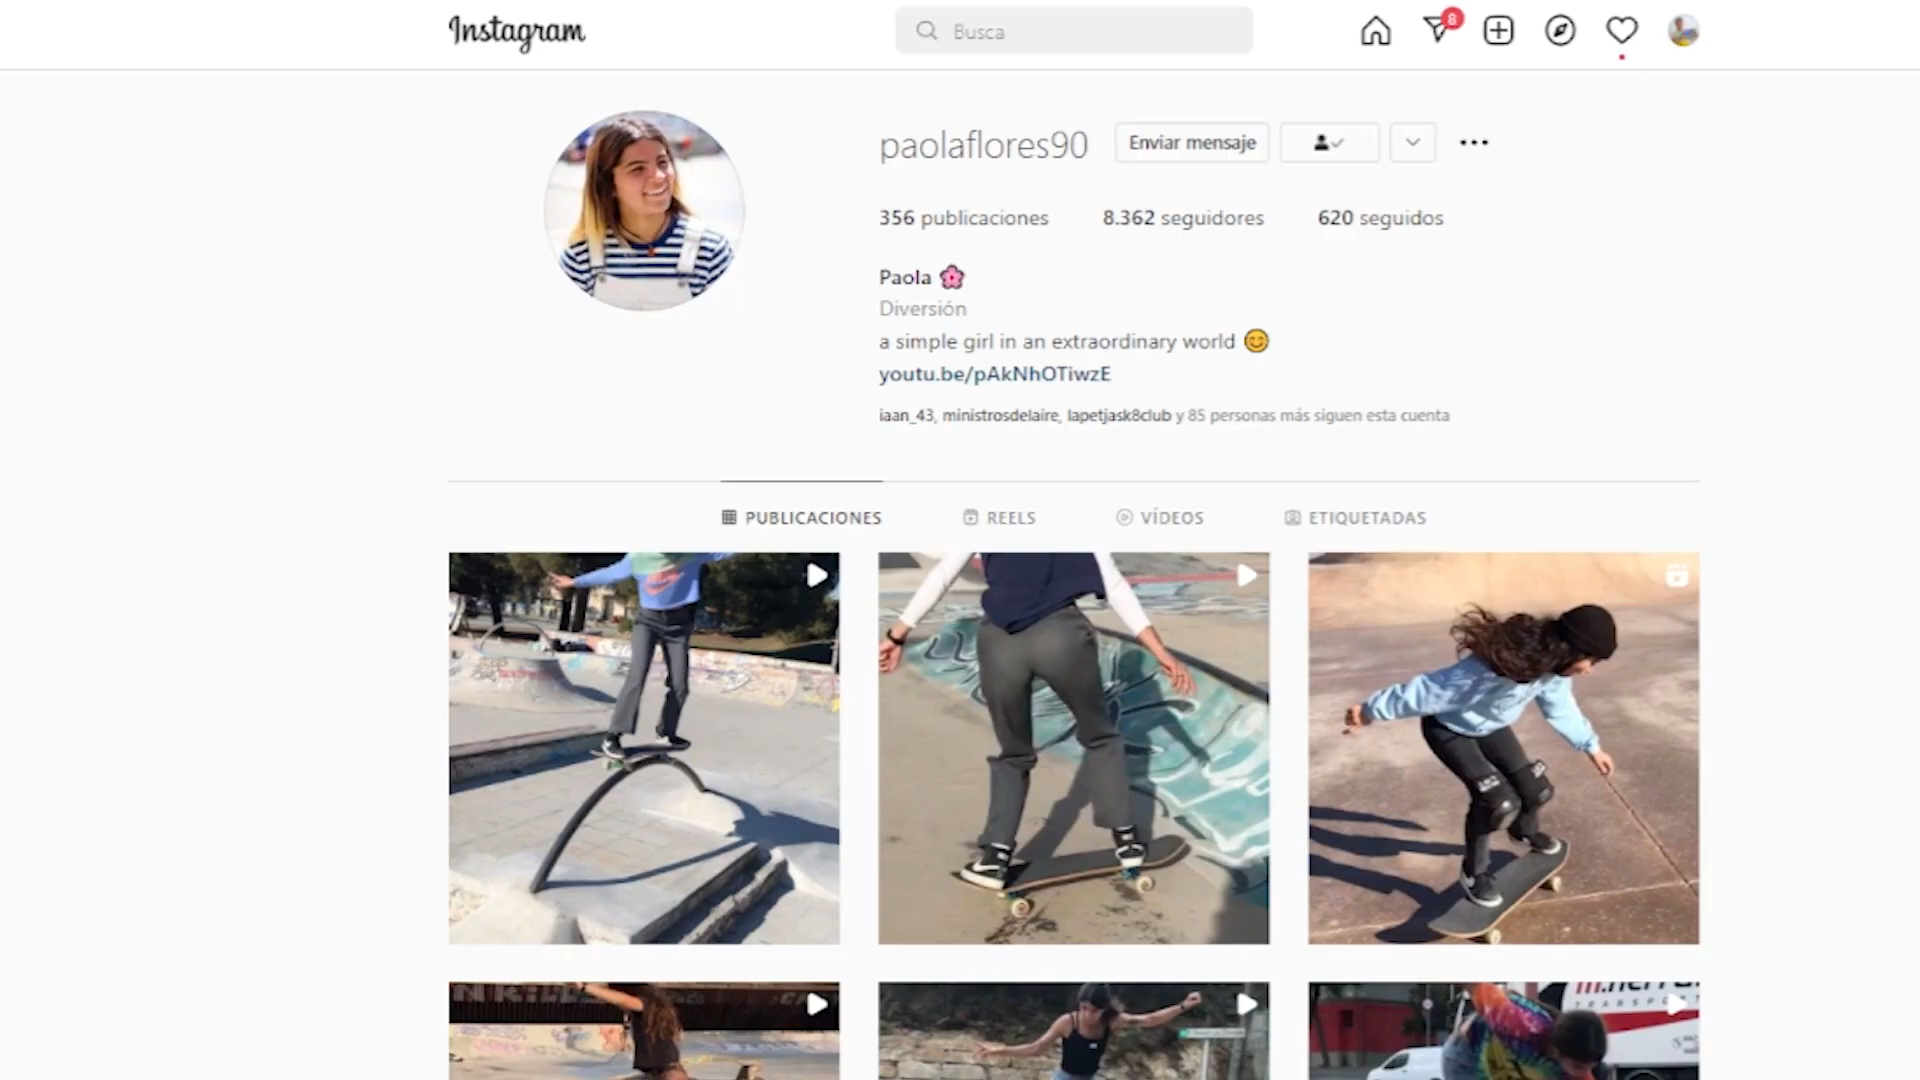 Instagram
Busca
8
paolaflores90
Enviar mensaje
356 publicaciones
8.362 seguidores
620 seguidos
Paola
Diversión
a simple girl in an extraordinary world
youtu.be/pAkNhOTiwzE
iaan_43, ministrosdelaire, lapetjask8club y 85 personas más siguen esta cuenta
PUBLICACIONES
REELS
VÍDEOS
ETIQUETADAS